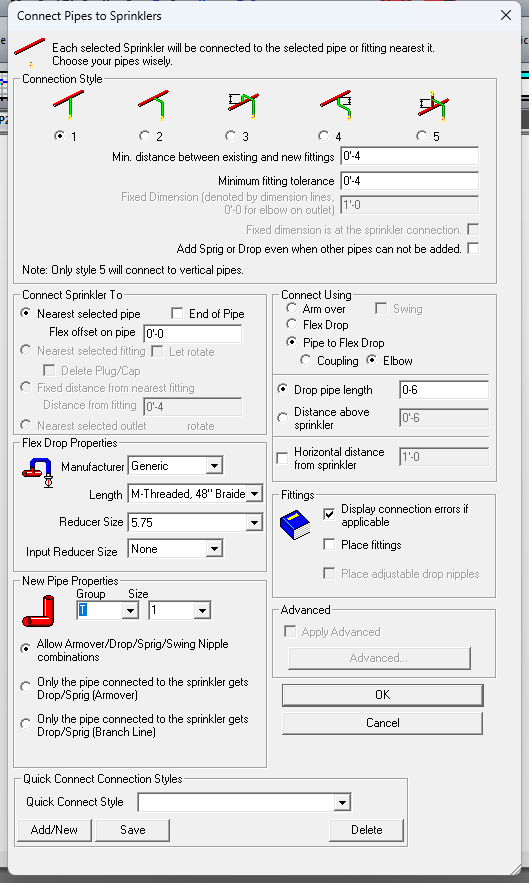 Connect Pipes to Sprinklers
Each selected Sprinkler will be connected to the selected pipe or fitting nearest it.
Choose your pipes wisely.
Connection Style
1
2
3
4
5
Min. distance between existing and new fittings
0'-4
Minimum fitting tolerance
0'-4
Fixed Dimension (denoted by dimension lines,
0'-0 for elbow on outlet)
1'-0
Fixed dimension is at the sprinkler connection.
Add Sprig or Drop even when other pipes can not be added.
Note: Only style 5 will connect to vertical pipes.
Connect Sprinkler To
Nearest selected pipe
End of Pipe
Flex offset on pipe
0'-0
Nearest selected fitting
Let rotate
Delete Plug/Cap
Fixed distance from nearest fitting
Distance from fitting
0'-4
Nearest selected outlet
rotate
Connect Using
Arm over
Swing
Flex Drop
Pipe to Flex Drop
Coupling
Elbow
Drop pipe length
0-6
Distance above
sprinkler
0'-6
Horizontal distance
from sprinkler
1'-0
Flex Drop Properties
Manufacturer
Generic
Length
M-Threaded, 48" Braide
Reducer Size
5.75
Input Reducer Size
None
Fittings
Display connection errors if
applicable
Place fittings
Place adjustable drop nipples
New Pipe Properties
Group
Size
T
1
Allow Armover/Drop/Sprig/Swing Nipple
combinations
Only the pipe connected to the sprinkler gets
Drop/Sprig (Armover)
Only the pipe connected to the sprinkler gets
Drop/Sprig (Branch Line)
Advanced
Apply Advanced
Advanced...
OK
Cancel
Quick Connect Connection Styles
Quick Connect Style
Add/New
Save
Delete